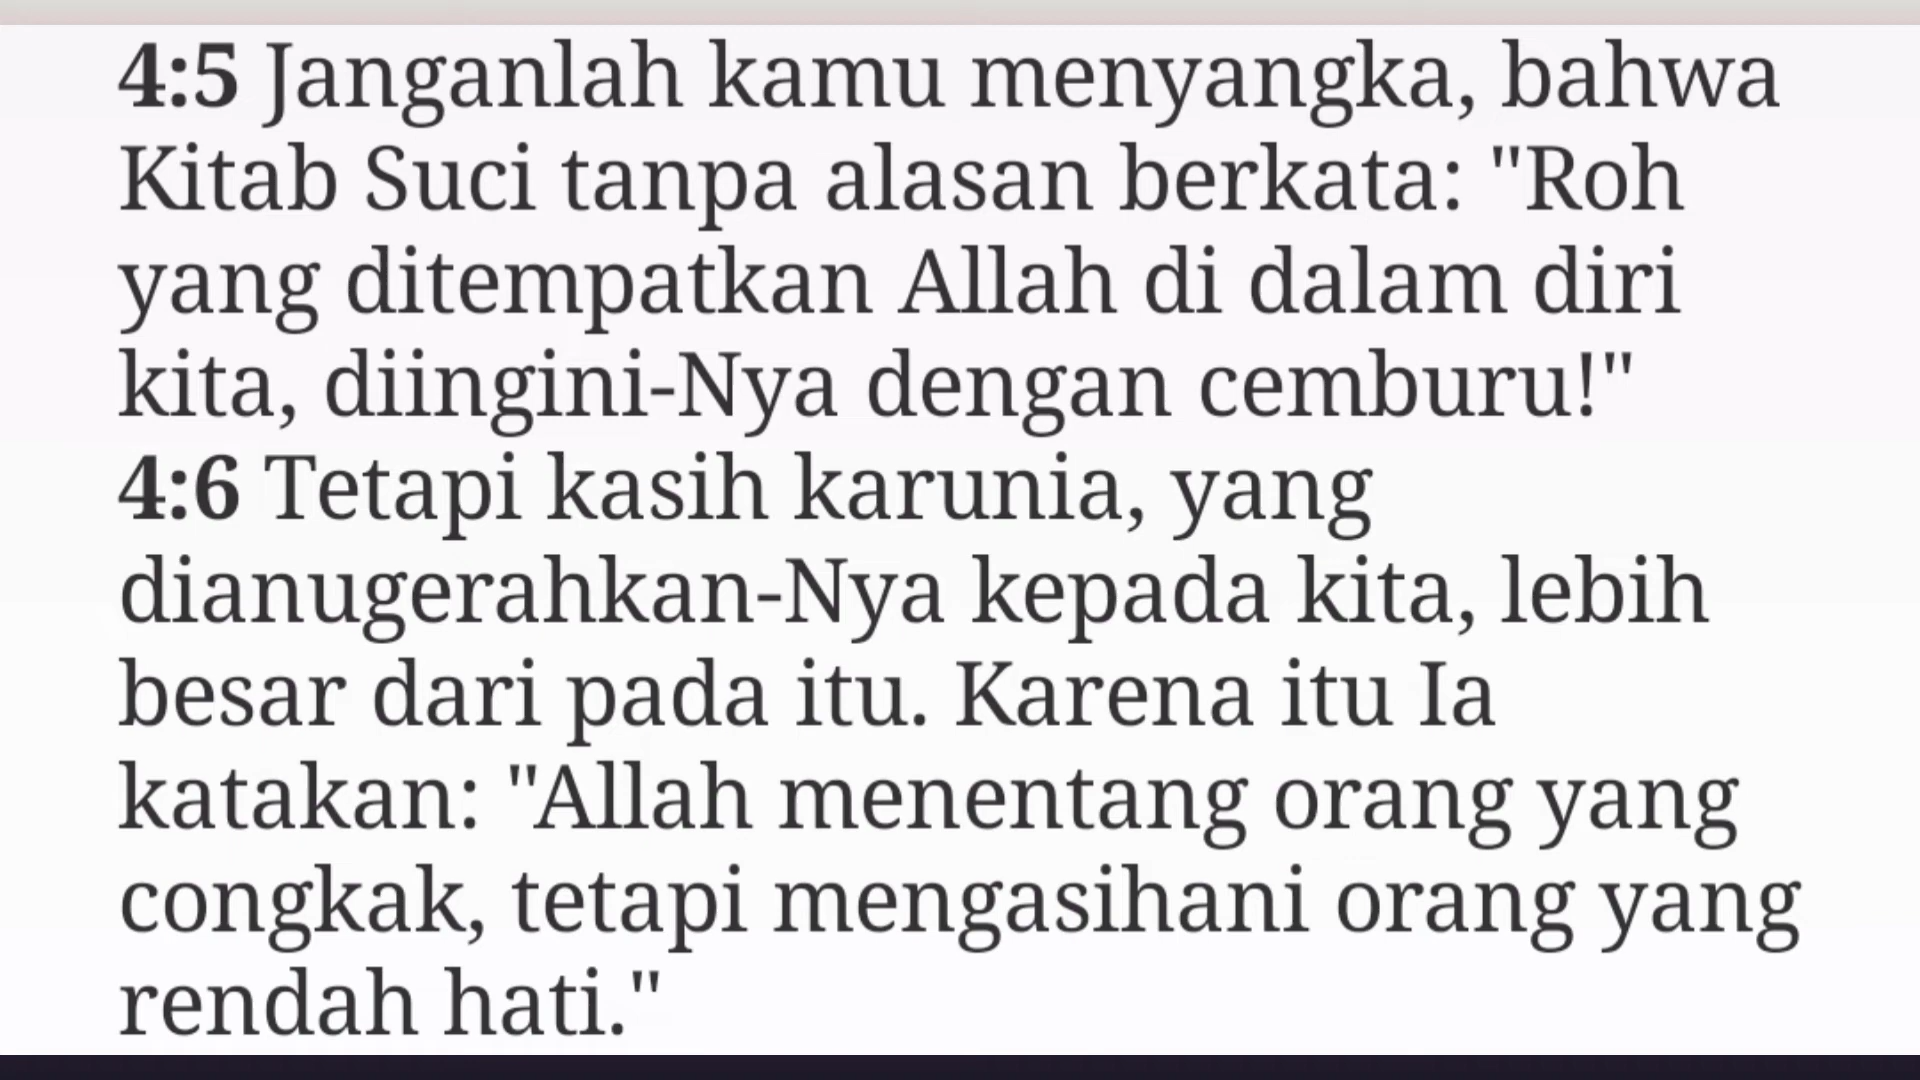 4:5 Janganlah kamu menyangka, bahwa
Kitab Suci tanpa alasan berkata: "Roh
yang ditempatkan Allah di dalam diri
kita, diingini-Nya dengan cemburu!"
4:6 Tetapi kasih karunia, yang
dianugerahkan-Nya kepada kita, lebih
besar dari pada itu. Karena itu Ia
katakan: "Allah menentang orang yang
congkak, tetapi mengasihani orang yang
rendah hati."